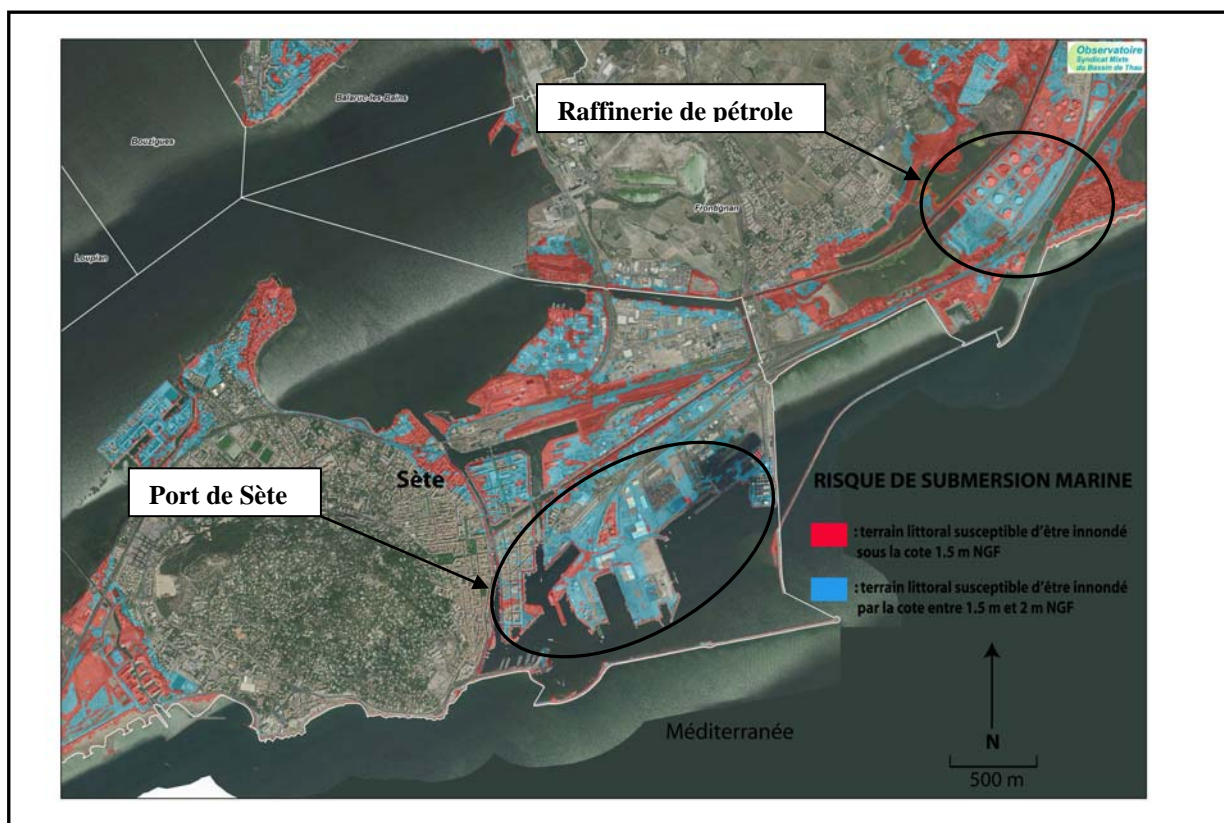 Observatoire
Syndicat Mixte
du Bassin de Thau
Raffinerie de pétrole
Balaruc-les-Bains
Bouzigues
Frontignan
Loupian
Sète
Port de Sète
RISQUE DE SUBMERSION MARINE
: terrain littoral susceptible d'être innondé
sous la cote 1.5 m NGF
: terrain littoral susceptible d'être innondé
par la cote entre 1.5 m et 2 m NGF
Méditerranée
N
500 m